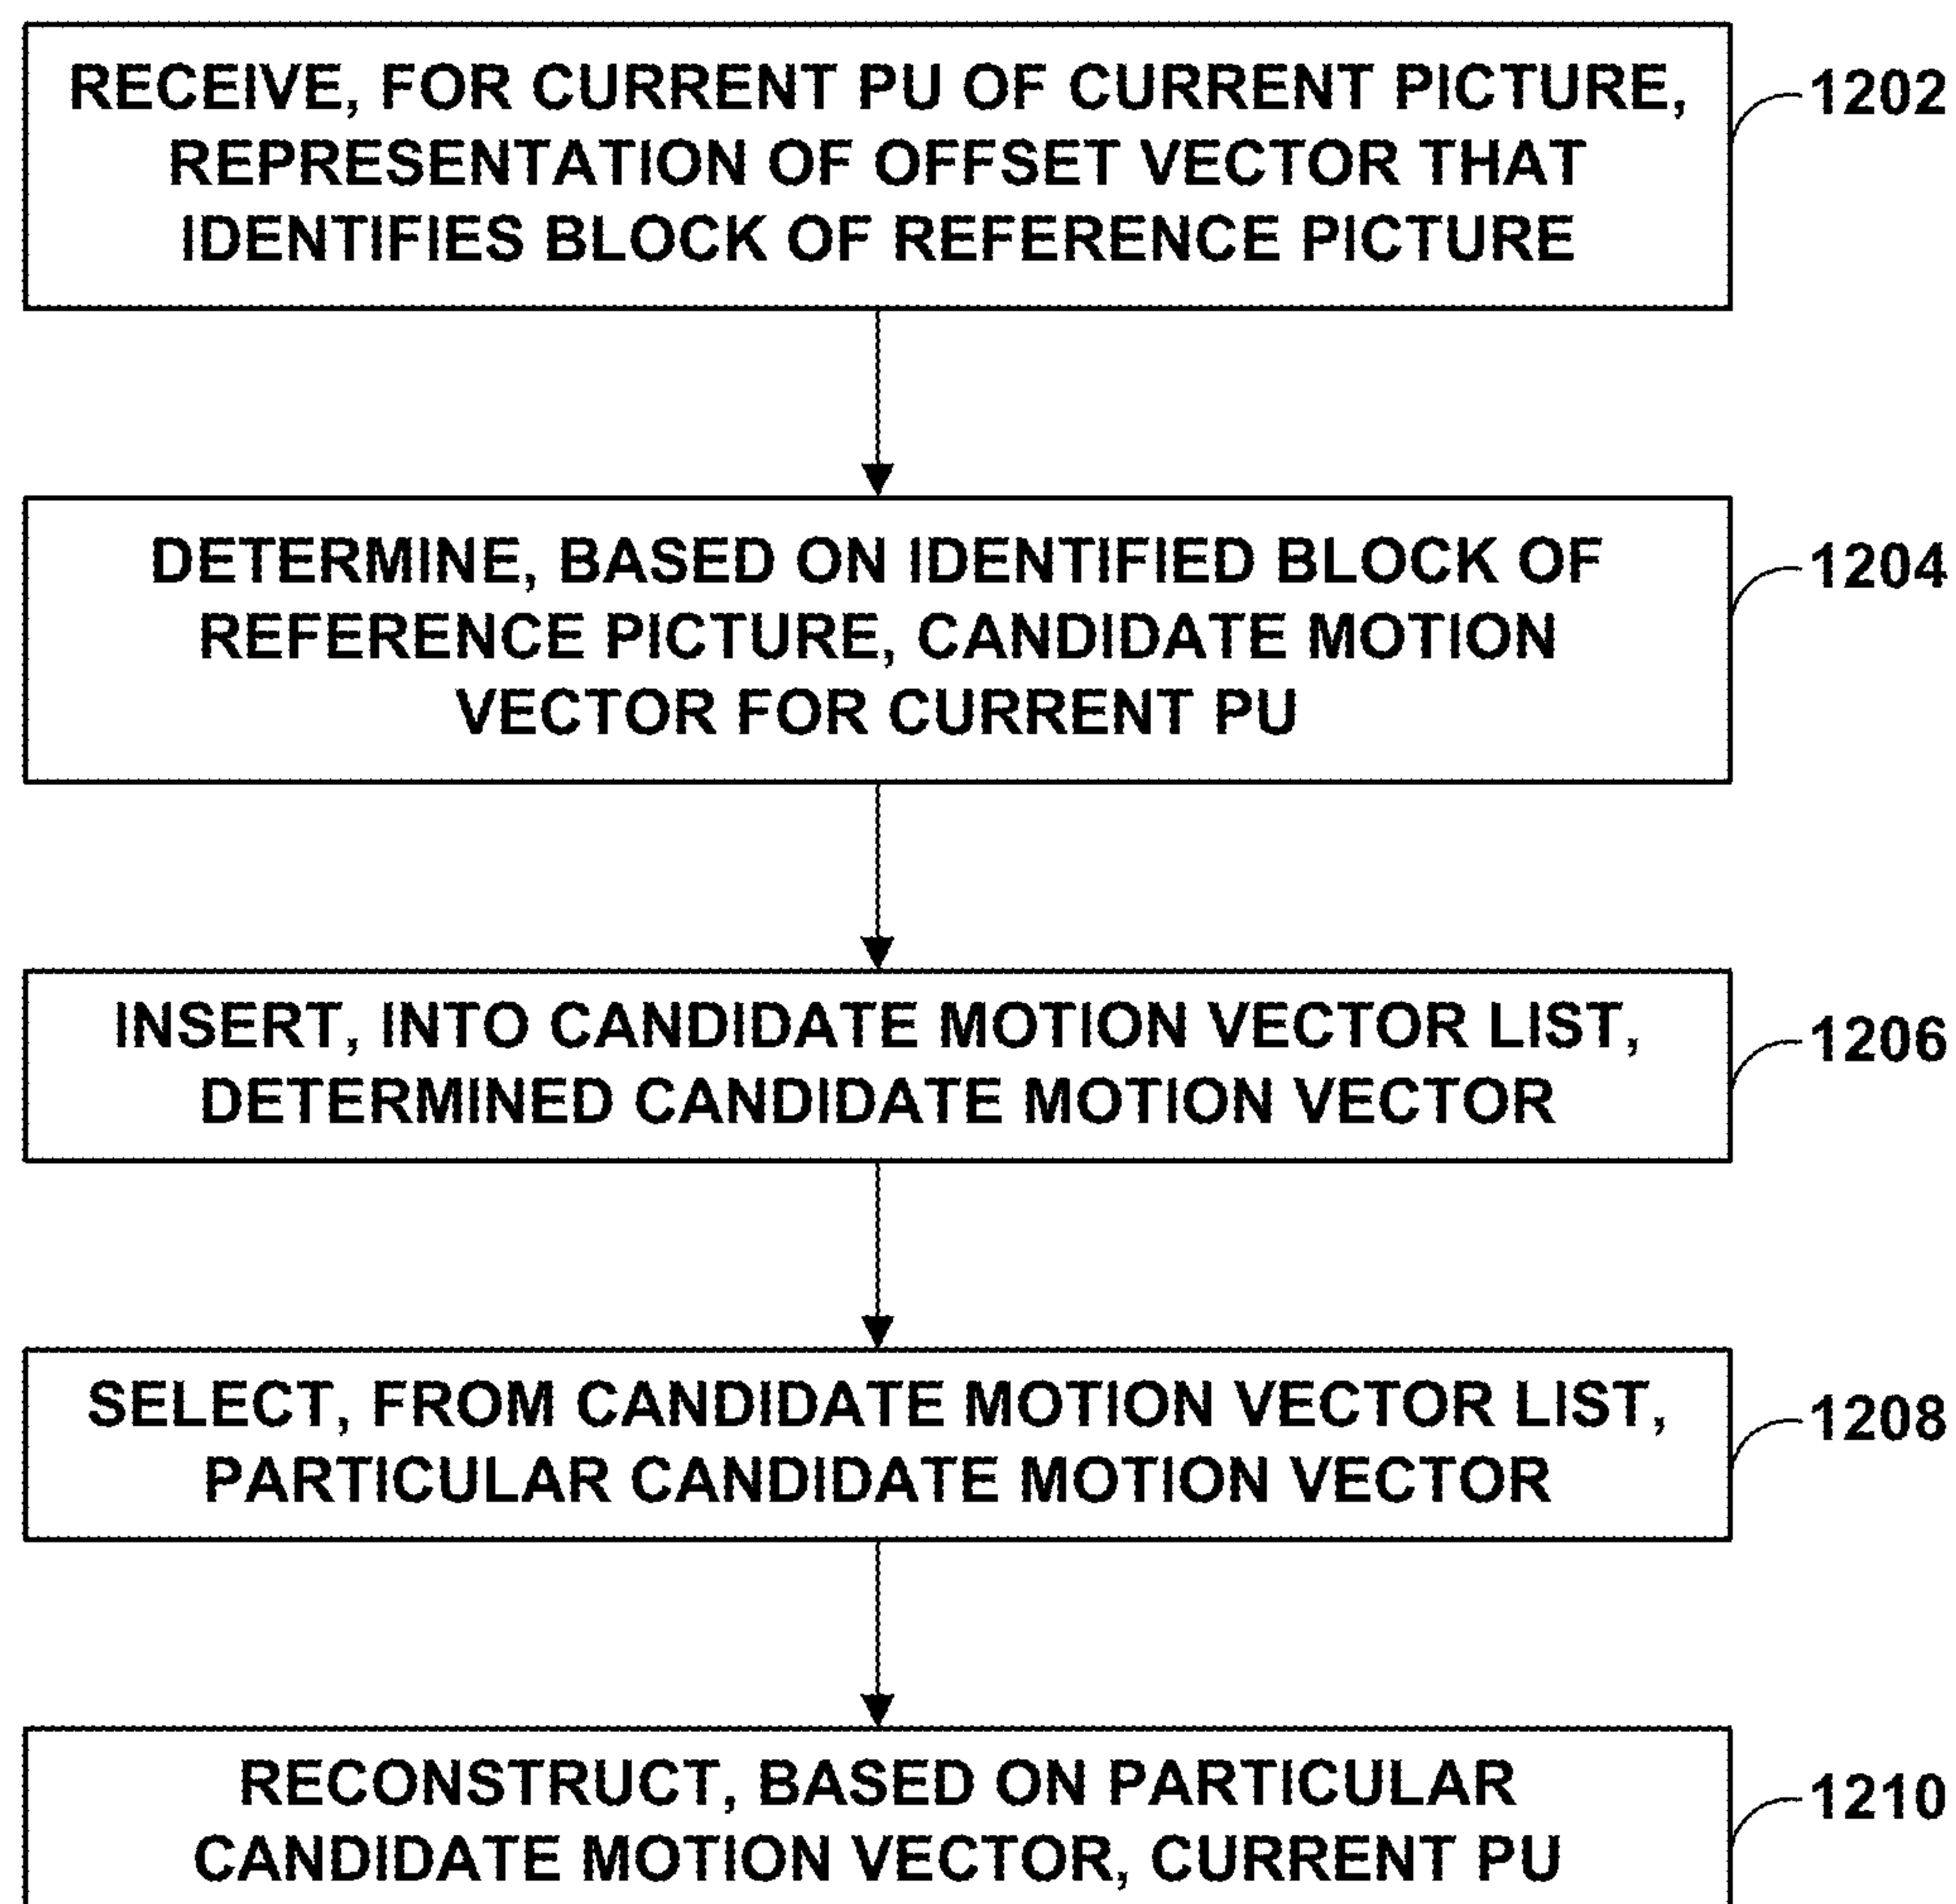 RECEIVE, FOR CURRENT PU OF CURRENT PICTURE,
REPRESENTATION OF OFFSET VECTOR THAT
IDENTIFIES BLOCK OF REFERENCE PICTURE
1202
DETERMINE, BASED ON IDENTIFIED BLOCK OF
REFERENCE PICTURE, CANDIDATE MOTION
VECTOR FOR CURRENT PU
1204
INSERT, INTO CANDIDATE MOTION VECTOR LIST,
DETERMINED CANDIDATE MOTION VECTOR
1206
SELECT, FROM CANDIDATE MOTION VECTOR LIST,
PARTICULAR CANDIDATE MOTION VECTOR
1208
RECONSTRUCT, BASED ON PARTICULAR
CANDIDATE MOTION VECTOR, CURRENT PU
1210